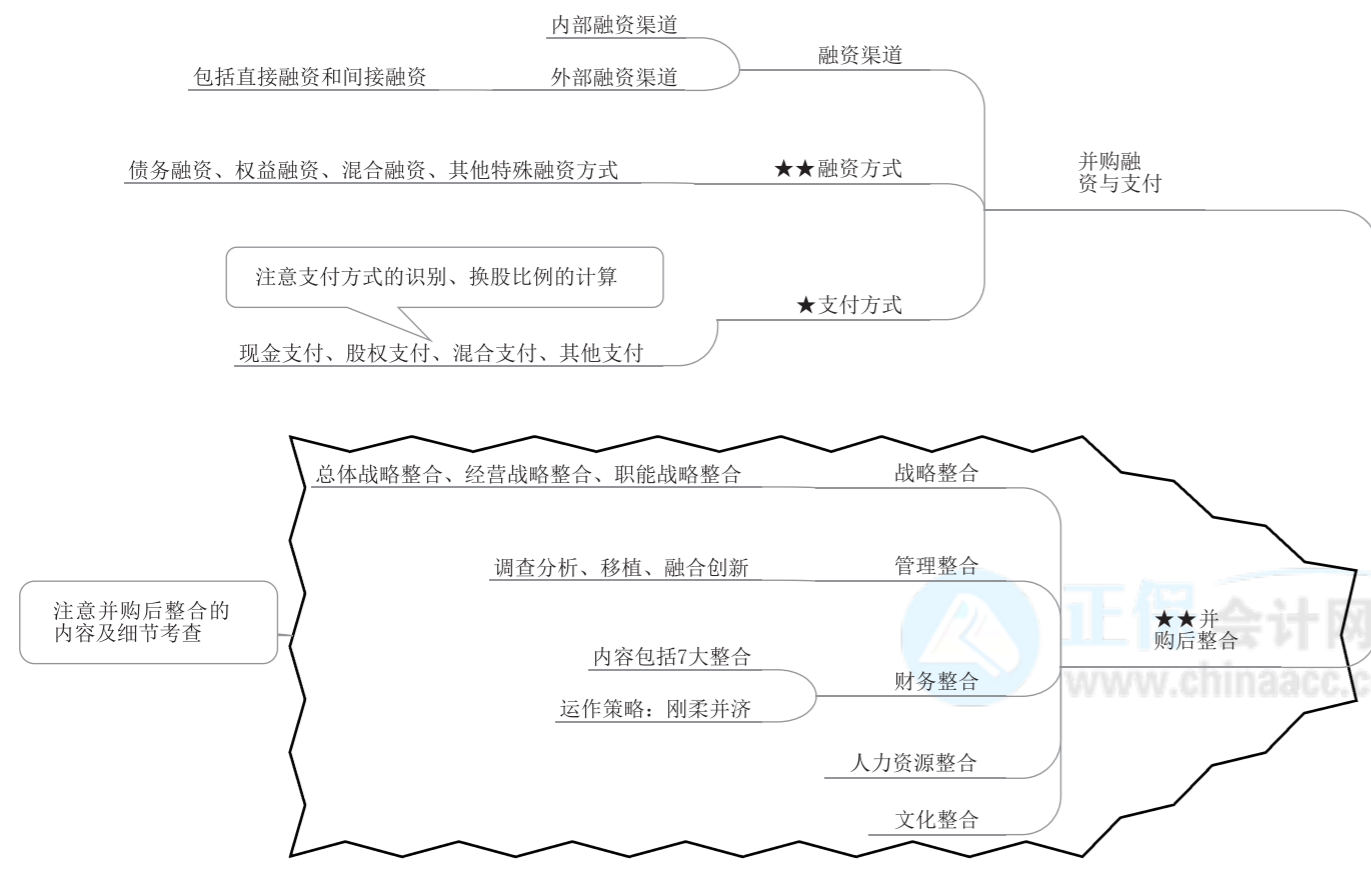 内部融资渠道
融资渠道
包括直接融资和间接融资
外部融资渠道
债务融资、权益融资、混合融资、其他特殊融资方式
★★融资方式
并购融
资与支付
注意支付方式的识别、换股比例的计算
★支付方式
现金支付、股权支付、混合支付、其他支付
总体战略整合、经营战略整合、职能战略整合
战略整合
调查分析、移植、融合创新
管理整合
注意并购后整合的
内容及细节考查
★★并
购后整合
内容包括7大整合
财务整合
运作策略：刚柔并济
人力资源整合
文化整合
正保会计网
www.chinaacc.c